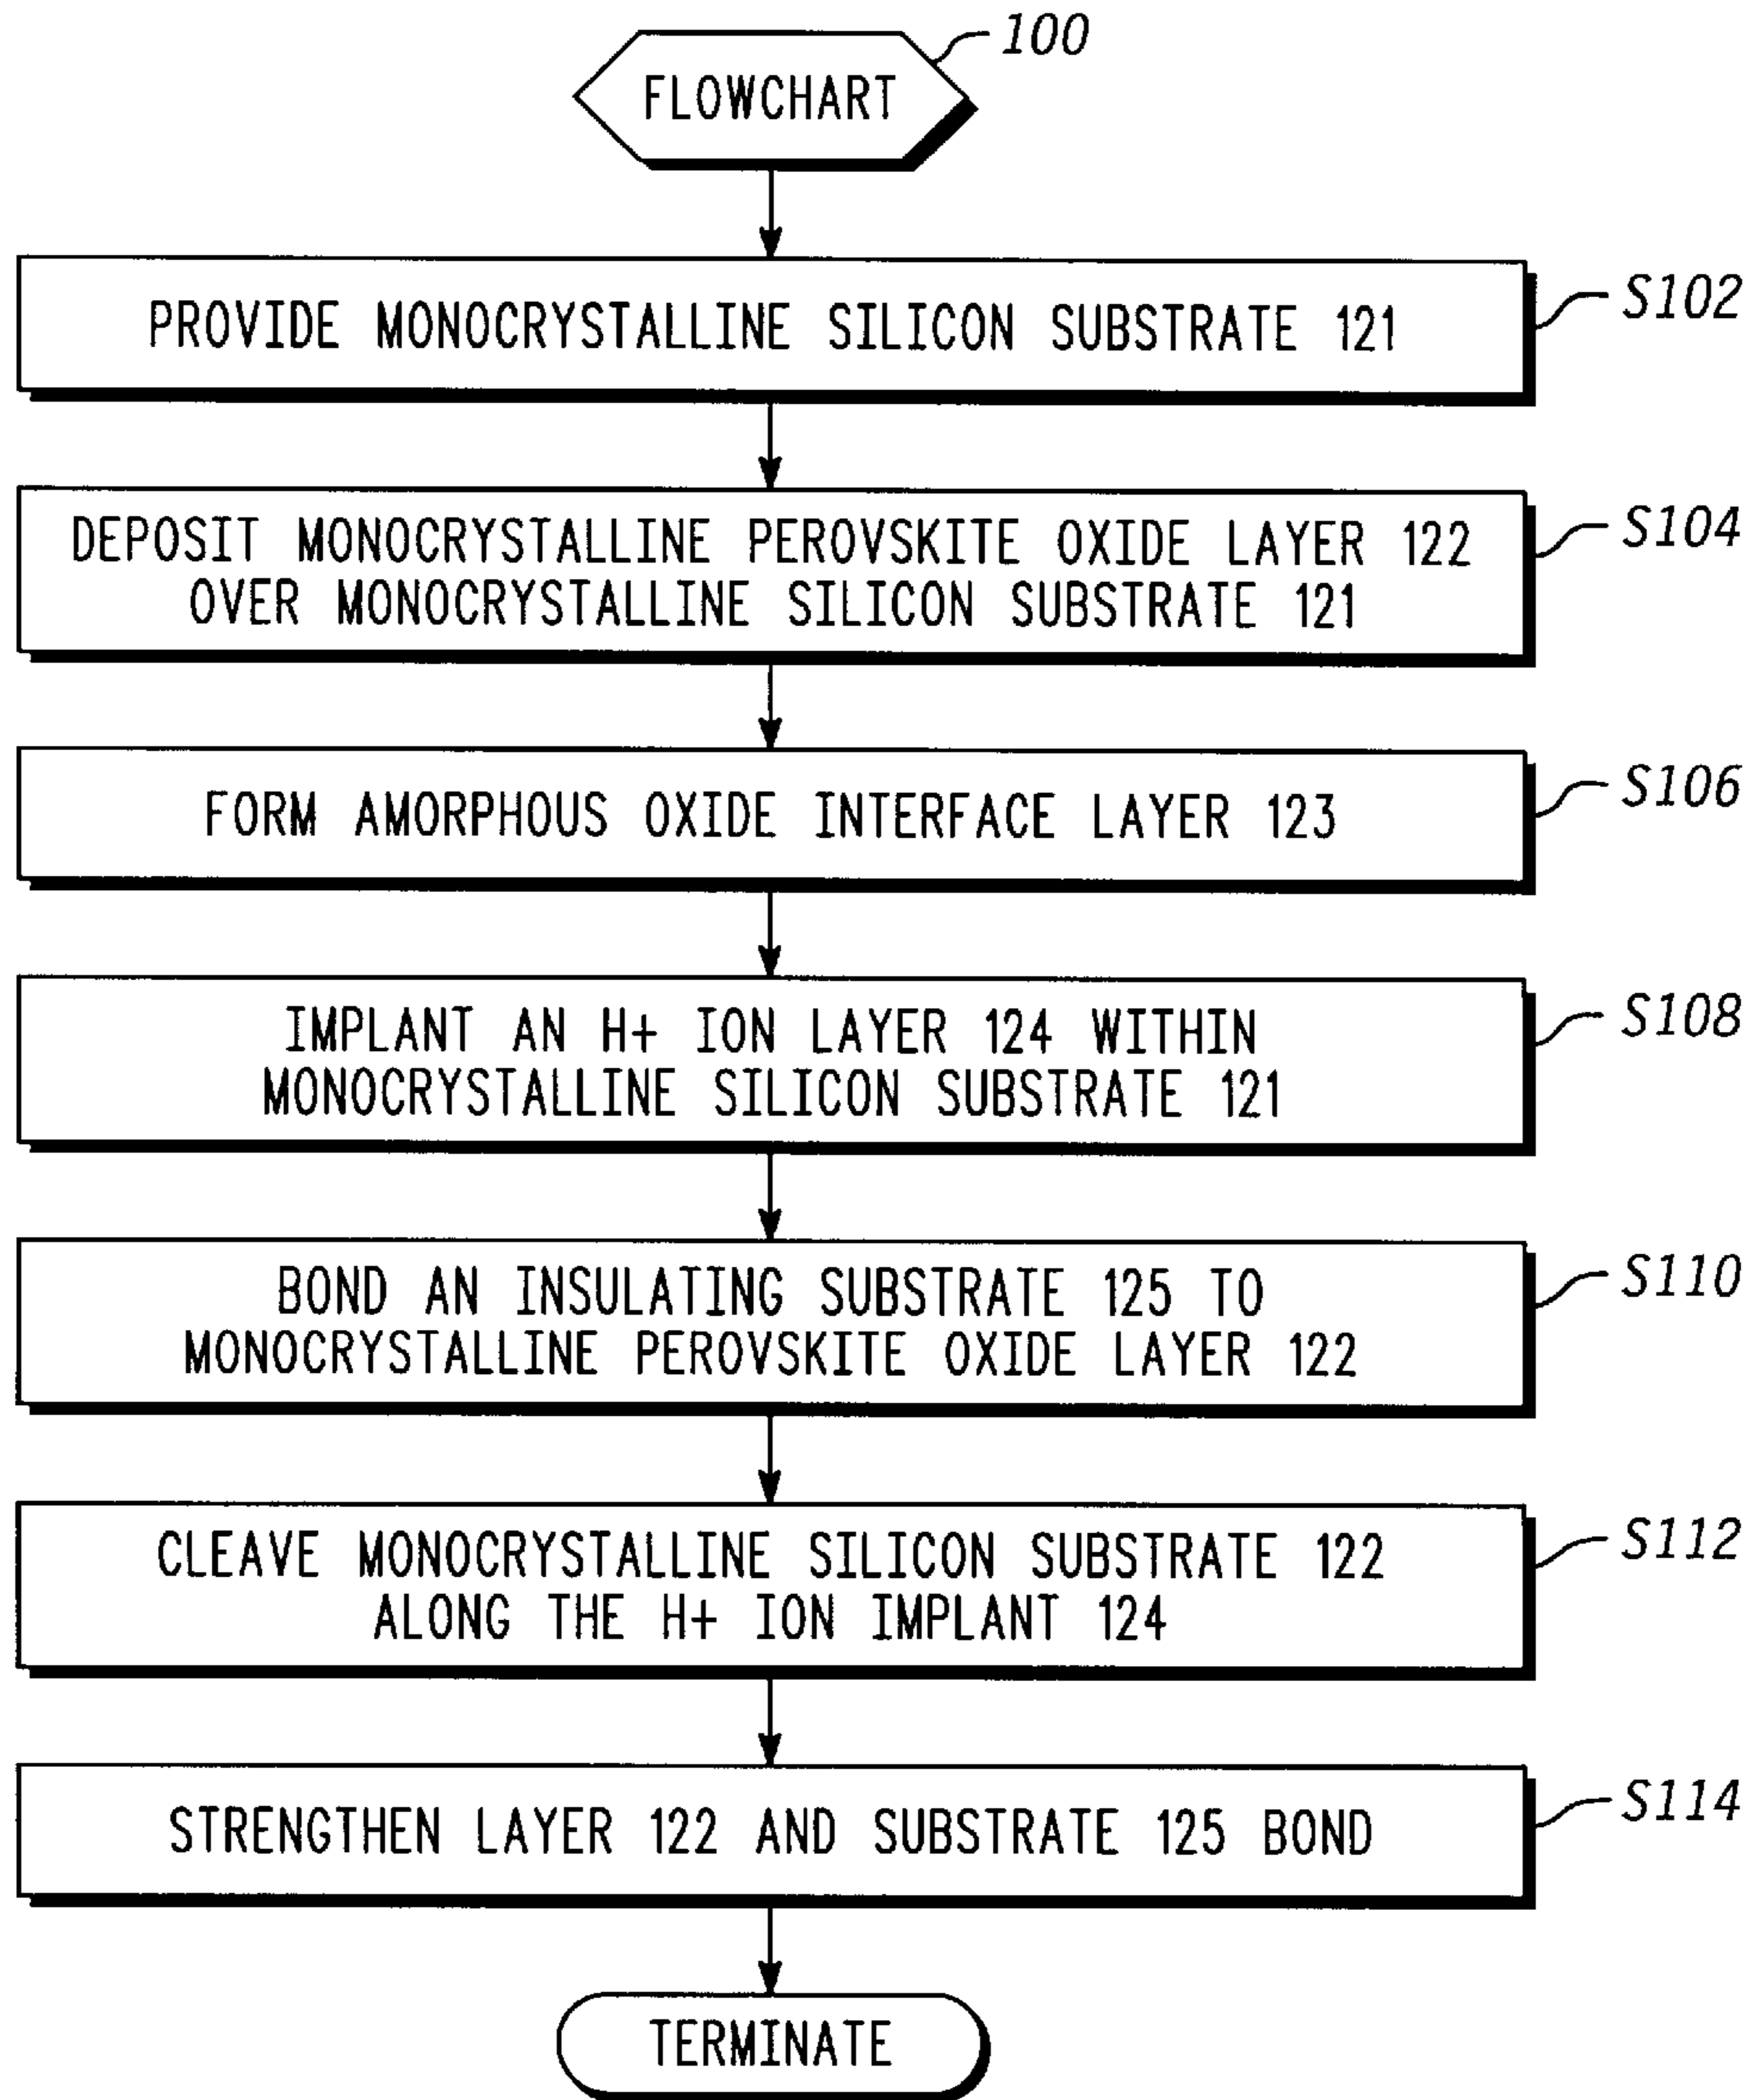 100
FLOWCHART
PROVIDE MONOCRYSTALLINE SILICON SUBSTRATE 121
S102
DEPOSIT MONOCRYSTALLINE PEROVSKITE OXIDE LAYER 122
OVER MONOCRYSTALLINE SILICON SUBSTRATE 121
S104
FORM AMORPHOUS OXIDE INTERFACE LAYER 123
S106
IMPLANT AN H+ ION LAYER 124 WITHIN
MONOCRYSTALLINE SILICON SUBSTRATE 121
S108
BOND AN INSULATING SUBSTRATE 125 TO
MONOCRYSTALLINE PEROVSKITE OXIDE LAYER 122
S110
CLEAVE MONOCRYSTALLINE SILICON SUBSTRATE 122
ALONG THE H+ ION IMPLANT 124
S112
STRENGTHEN LAYER 122 AND SUBSTRATE 125 BOND
S114
TERMINATE